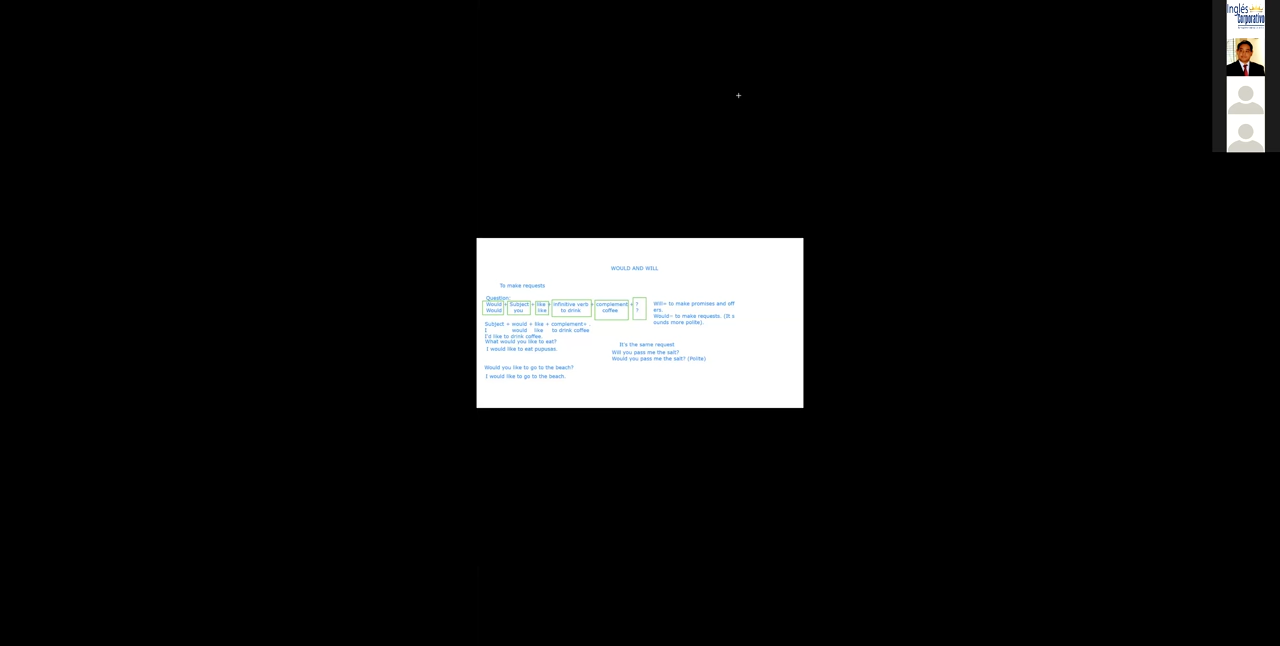 Inglés
Corporativo
WOULD AND WILL
To make requests
Question:
Would + Subject + like + infinitive verb + complement + ?
Would you like to drink coffee ?
Subject + would + like + complement+ .
I would like to drink coffee
I'd like to drink coffee.
What would you like to eat?
I would like to eat pupusas.
Would you like to go to the beach?
I would like to go to the beach.
Will= to make promises and off
ers.
Would= to make requests. (It s
ounds more polite).
It's the same request
Will you pass me the salt?
Would you pass me the salt? (Polite)